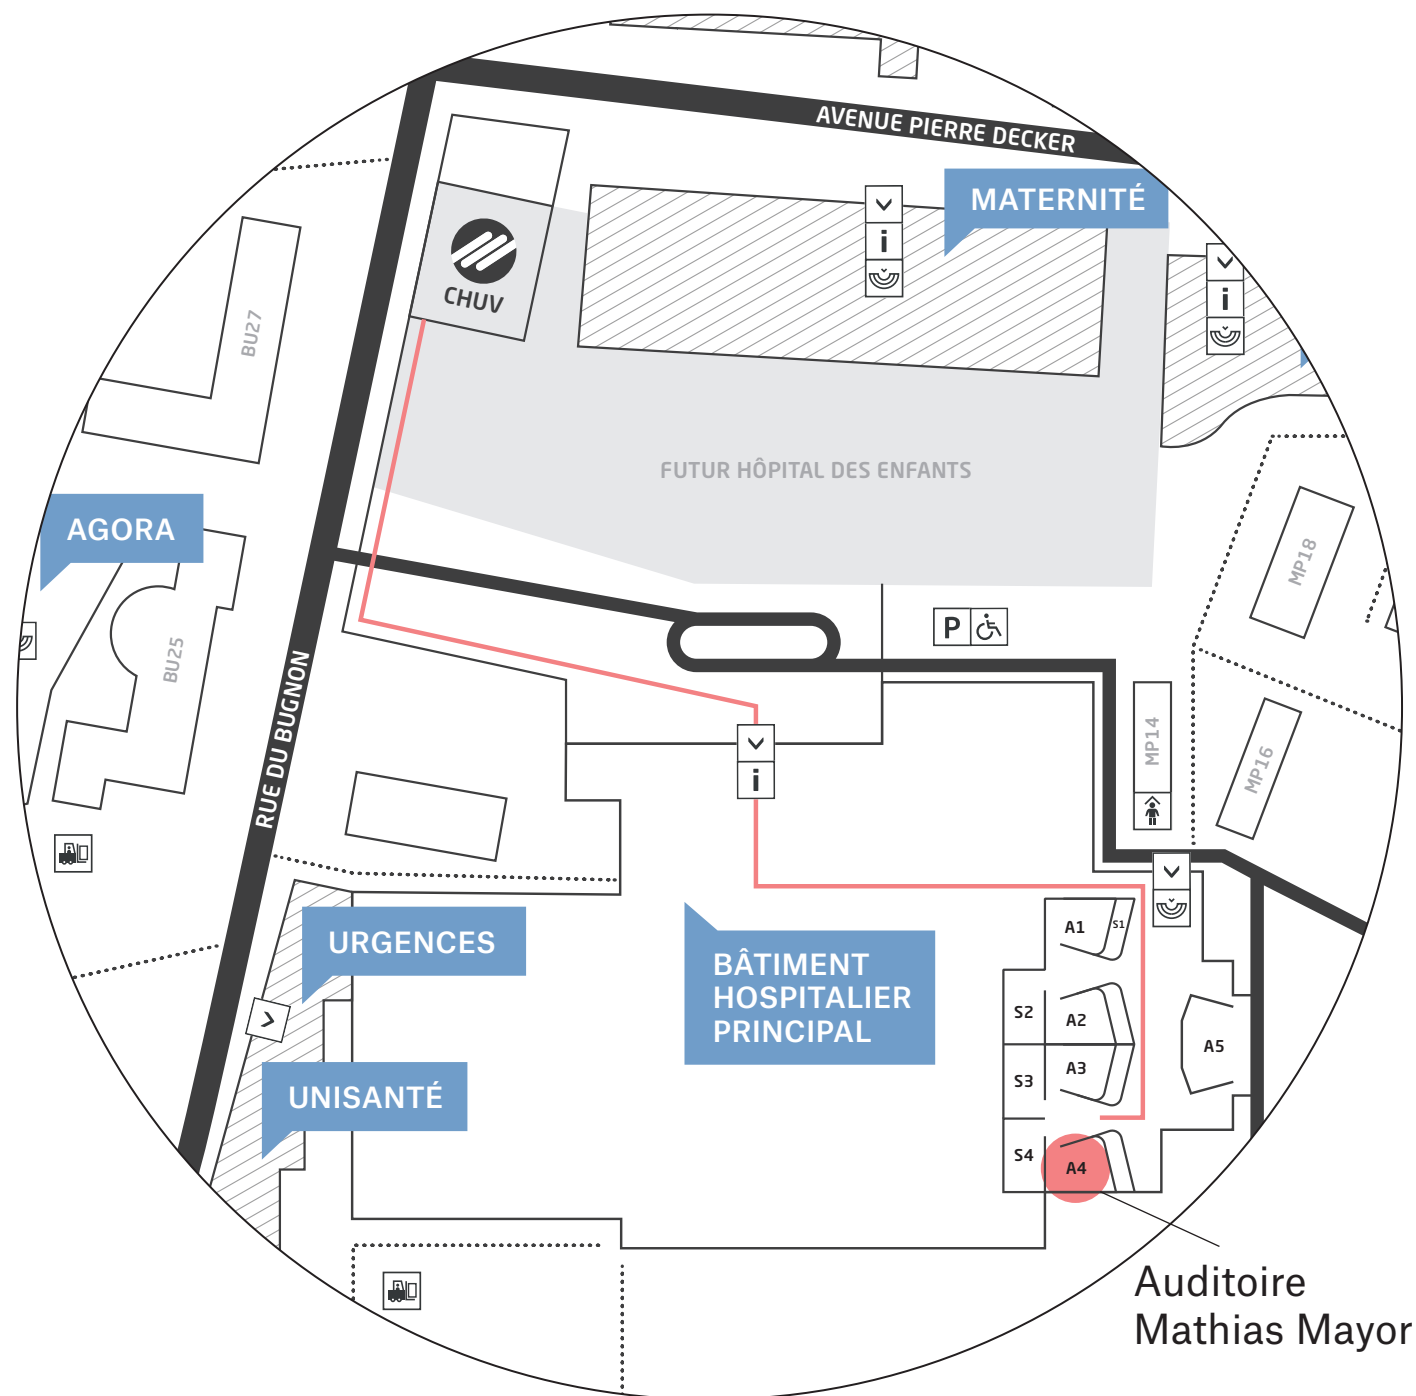 AVENUE PIERRE DECKER
MATERNITÉ
i
CHUV
i
BU27
FUTUR HÔPITAL DES ENFANTS
AGORA
MP18
P
BU25
RUE DU BUGNON
MP14
MP16
i
A1
S1
URGENCES
BÂTIMENT
HOSPITALIER
PRINCIPAL
S2
A2
A5
S3
A3
UNISANTÉ
S4
A4
Auditoire
Mathias Mayor